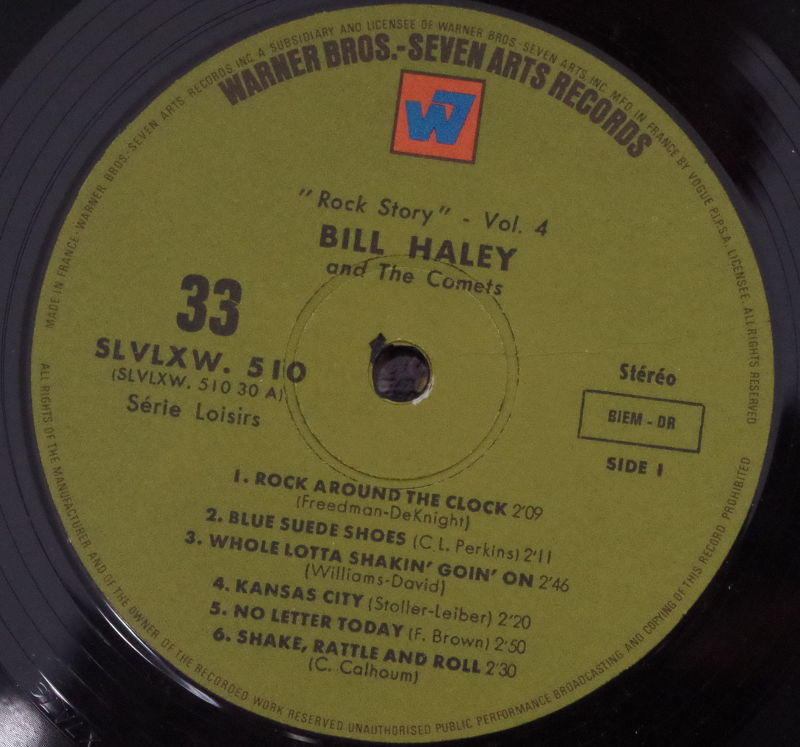 WARNER BROS.-SEVEN ARTS RECORDS INC. A SUBSIDIARY AND LICENSEE OF WARNER BROS.-SEVEN ARTS INC. MFD IN FRANCE BY VOGUE P.I.P. S.A. LICENSEE. ALL RIGHTS RESERVED
WARNER BROS.-SEVEN ARTS RECORDS
W7
"Rock Story" - Vol. 4
BILL HALEY
and The Comets
33
SLVLXW. 510
(SLVLXW. 510 30 A)
Série Loisirs
Stéréo
BIEM - DR
SIDE 1
1. ROCK AROUND THE CLOCK 2'09
(Freedman-DeKnight)
2. BLUE SUEDE SHOES (C.L. Perkins) 2'11
3. WHOLE LOTTA SHAKIN' GOIN' ON 2'46
(Williams-David)
4. KANSAS CITY (Stoller-Leiber) 2'20
5. NO LETTER TODAY (F. Brown) 2'50
6. SHAKE, RATTLE AND ROLL 2'30
(C. Calhoum)
MADE IN FRANCE
ALL RIGHTS OF THE MANUFACTURER AND OF THE OWNER OF THE RECORDED WORK RESERVED UNAUTHORISED PUBLIC PERFORMANCE BROADCASTING AND COPYING OF THIS RECORD PROHIBITED